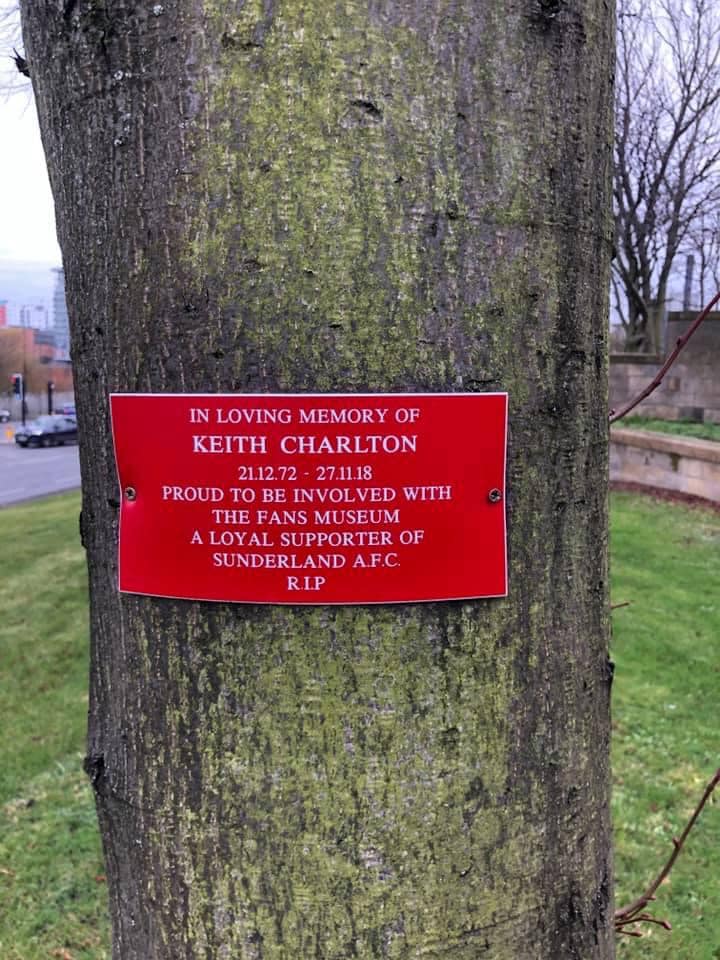 IN LOVING MEMORY OF
KEITH CHARLTON
21.12.72 - 27.11.18
PROUD TO BE INVOLVED WITH
THE FANS MUSEUM
A LOYAL SUPPORTER OF
SUNDERLAND A.F.C.
R.I.P